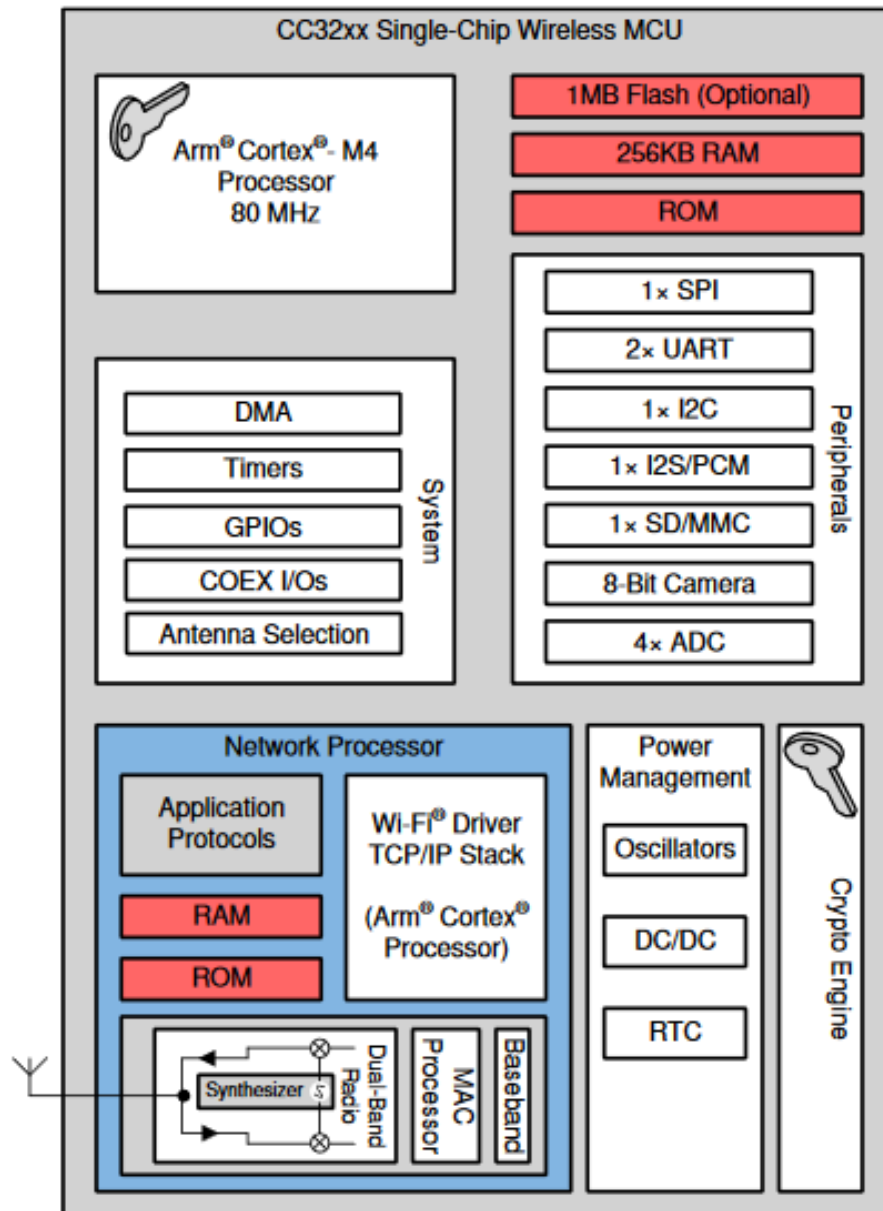 CC32xx Single-Chip Wireless MCU
Arm® Cortex®- M4
Processor
80 MHz
1MB Flash (Optional)
256KB RAM
ROM
1× SPI
2× UART
1× I2C
1× I2S/PCM
1× SD/MMC
8-Bit Camera
4× ADC
Peripherals
DMA
Timers
GPIOs
COEX I/Os
Antenna Selection
System
Network Processor
Application
Protocols
RAM
ROM
Wi-Fi® Driver
TCP/IP Stack
(Arm® Cortex®
Processor)
Synthesizer
Dual-Band
Radio
MAC
Processor
Baseband
Power
Management
Oscillators
DC/DC
RTC
Crypto Engine